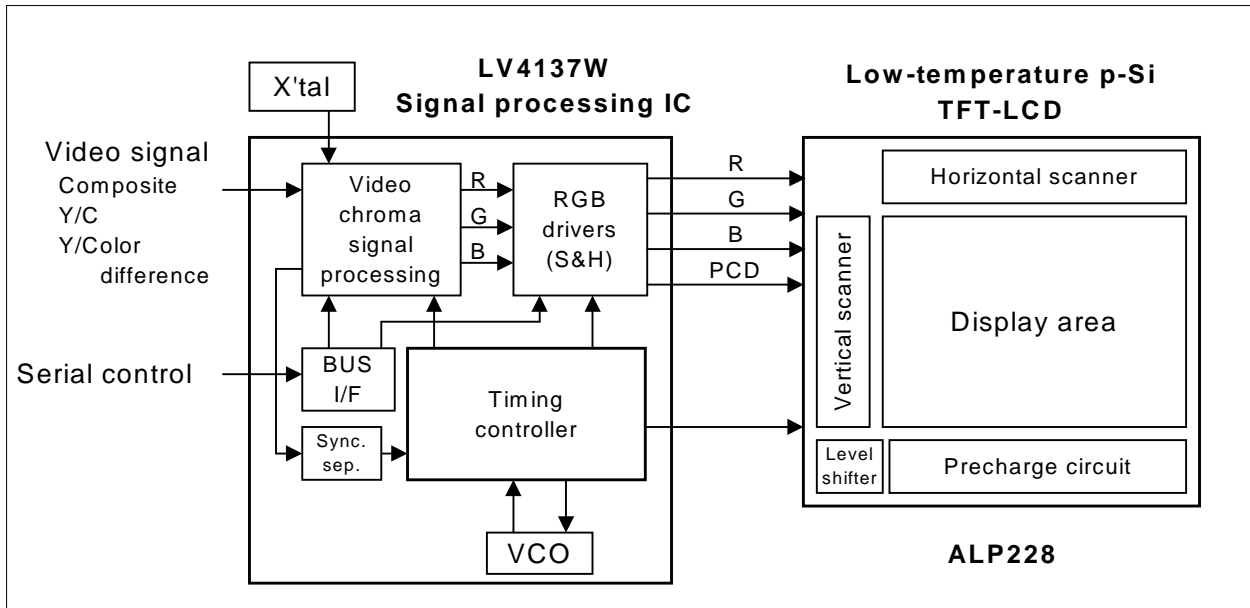 X'tal
LV4137W
Signal processing IC
Low-temperature p-Si
TFT-LCD
Video signal
Composite
Y/C
Y/Color
difference
Video
chroma
signal
processing
R
G
B
RGB
drivers
(S&H)
R
G
B
PCD
Horizontal scanner
Vertical scanner
Display area
Serial control
BUS
I/F
Timing
controller
Sync.
sep.
Level
shifter
Precharge circuit
VCO
ALP228